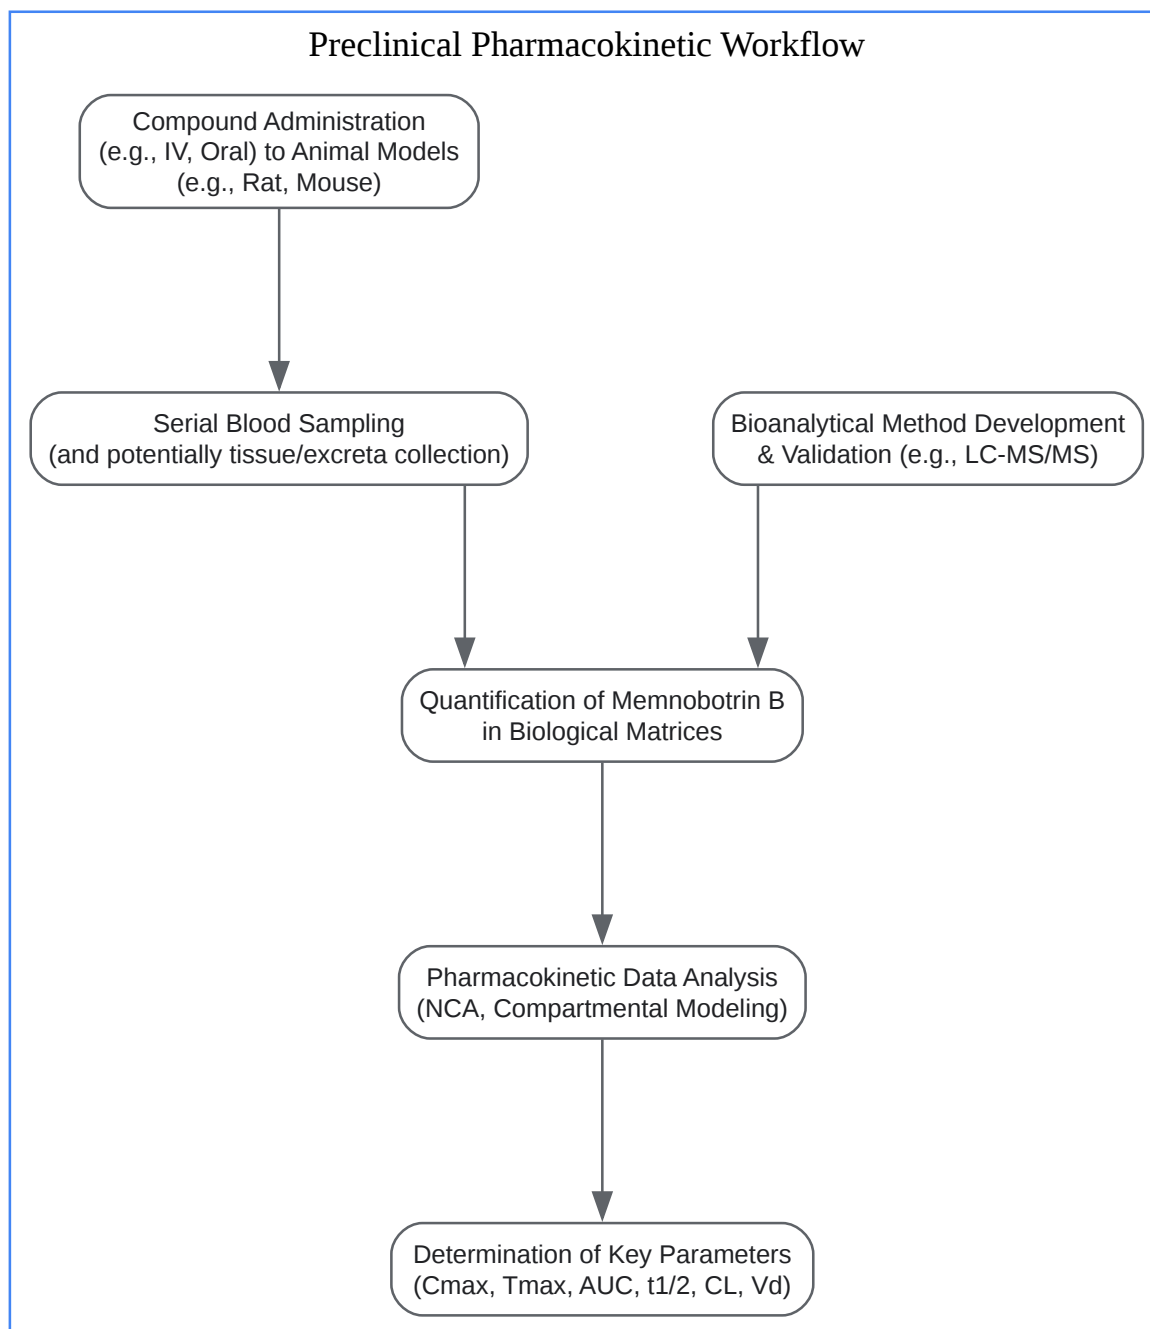 Preclinical Pharmacokinetic Workflow
Compound Administration
(e.g., IV, Oral) to Animal Models
(e.g., Rat, Mouse)
Serial Blood Sampling
(and potentially tissue/excreta collection)
Bioanalytical Method Development
& Validation (e.g., LC-MS/MS)
Quantification of Memnobotrin B
in Biological Matrices
Pharmacokinetic Data Analysis
(NCA, Compartmental Modeling)
Determination of Key Parameters
(Cmax, Tmax, AUC, t1/2, CL, Vd)